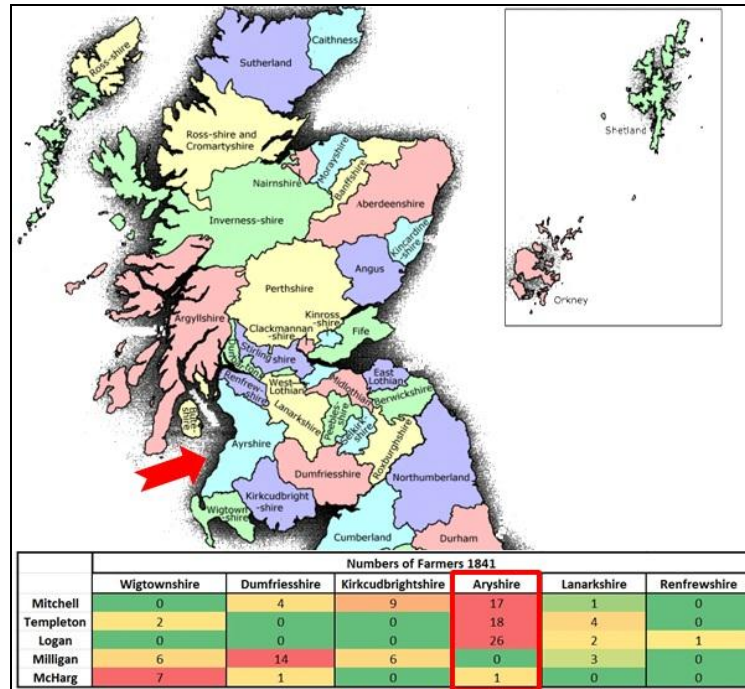 Ross-shire
Sutherland
Caithness
Shetland
Orkney
Ross-shire and
Cromartyshire
Nairnshire
Morayshire
Banffshire
Aberdeenshire
Inverness-shire
Kincardine
-shire
Angus
Perthshire
Argyllshire
Kinross
-shire
Clackmannan
-shire
Fife
Stirlingshire
Renfrew-
shire
West
Lothian
Midlothian
East
Lothian
Berwickshire
Lanarkshire
Peebles-
shire
Selkirk
shire
Roxburghshire
Bute-
shire
Ayrshire
Dumfriesshire
Northumberland
Kirkcudbright
-shire
Wigtown
-shire
Cumberland
Durham
Numbers of Farmers 1841
Wigtownshire Dumfriesshire Kirkcudbrightshire Aryshire Lanarkshire Renfrewshire
Mitchell 0 4 9 17 1 0
Templeton 2 0 0 18 4 0
Logan 0 0 0 26 2 1
Milligan 6 14 6 0 3 0
McHarg 7 1 0 1 0 0